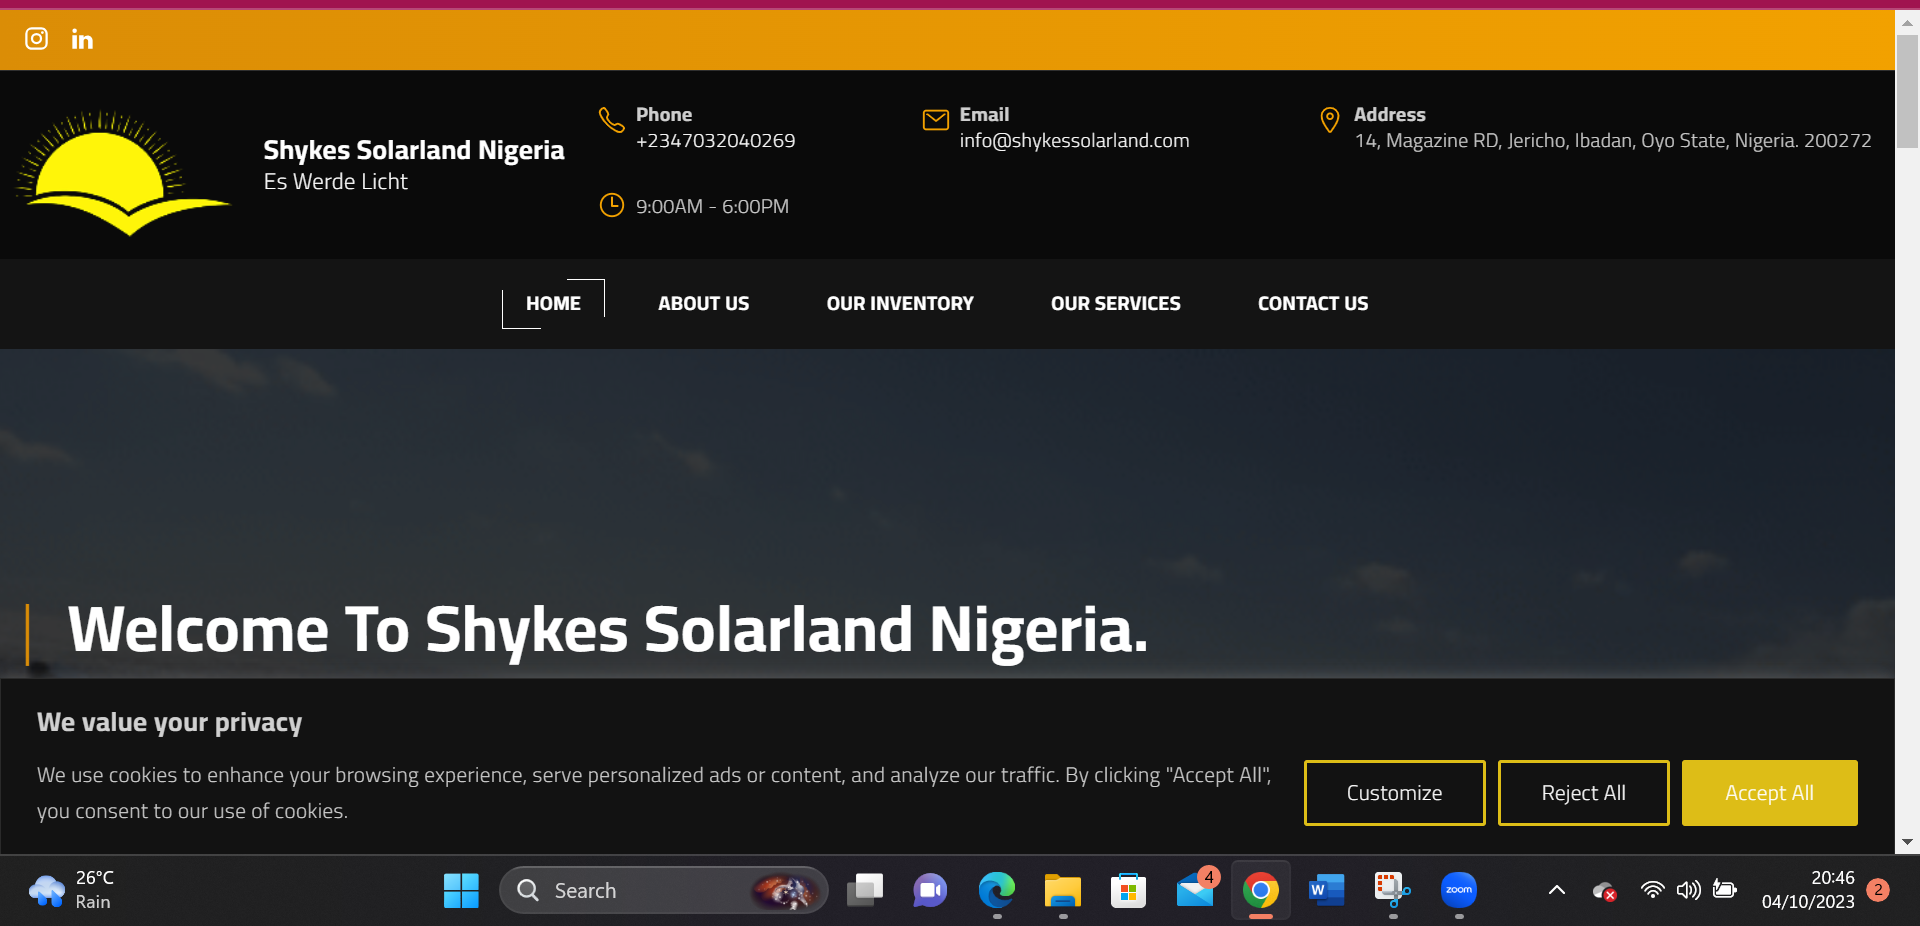 in
Shykes Solarland Nigeria
Es Werde Licht
Phone
+2347032040269
Email
info@shykessolarland.com
Address
14, Magazine RD, Jericho, Ibadan, Oyo State, Nigeria. 200272
9:00AM - 6:00PM
HOME
ABOUT US
OUR INVENTORY
OUR SERVICES
CONTACT US
Welcome To Shykes Solarland Nigeria.
We value your privacy
We use cookies to enhance your browsing experience, serve personalized ads or content, and analyze our traffic. By clicking "Accept All",
you consent to our use of cookies.
Customize
Reject All
Accept All
26°C
Rain
Search
4
W
zoom
20:46
04/10/2023
2